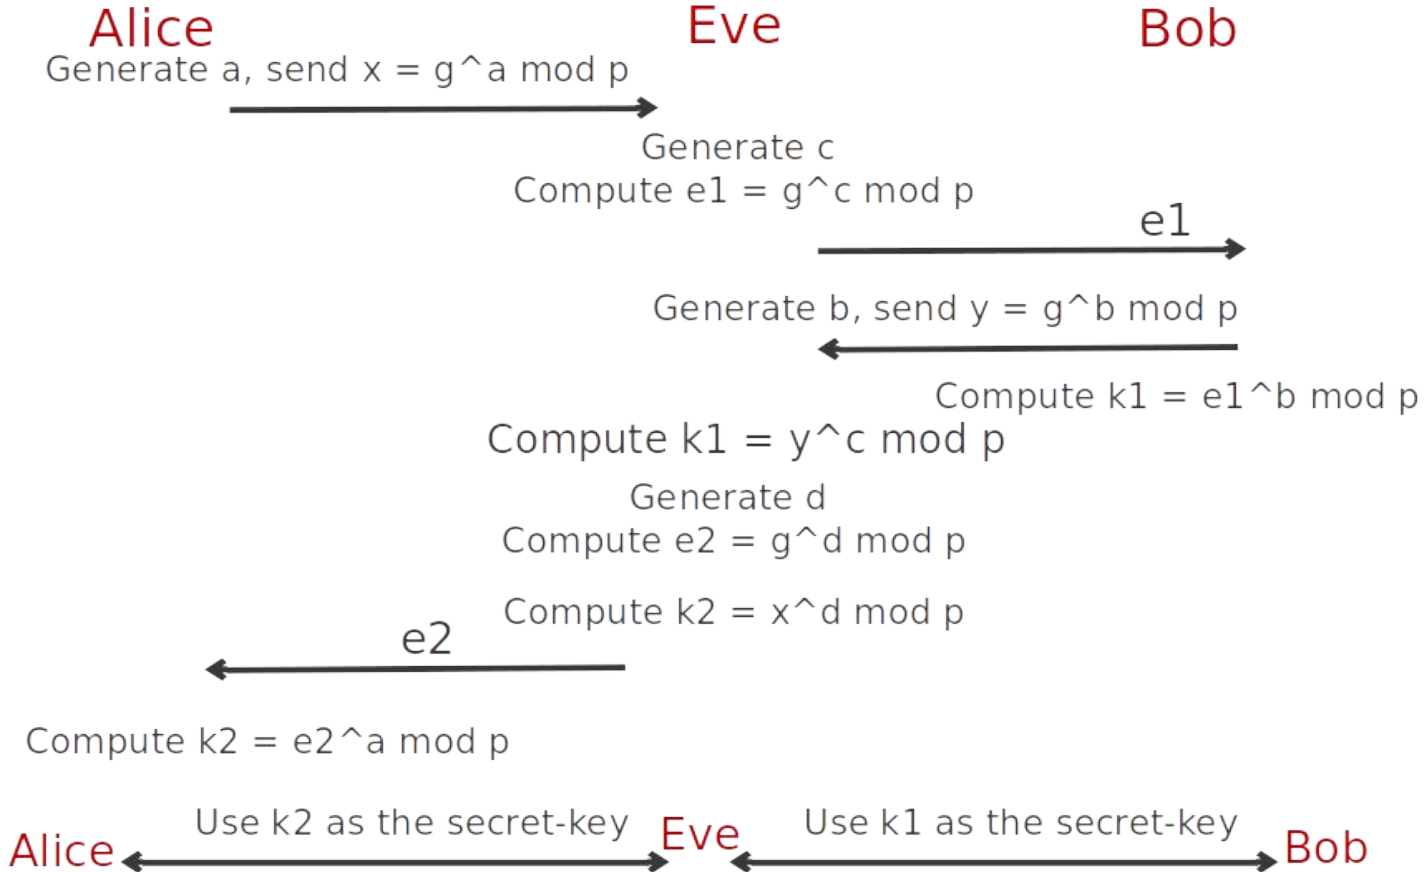 Alice Eve Bob
Generate a, send x = g^a mod p
Generate c
Compute e1 = g^c mod p
e1
Generate b, send y = g^b mod p
Compute k1 = e1^b mod p
Compute k1 = y^c mod p
Generate d
Compute e2 = g^d mod p
Compute k2 = x^d mod p
e2
Compute k2 = e2^a mod p
Use k2 as the secret-key Use k1 as the secret-key
Alice Eve Bob